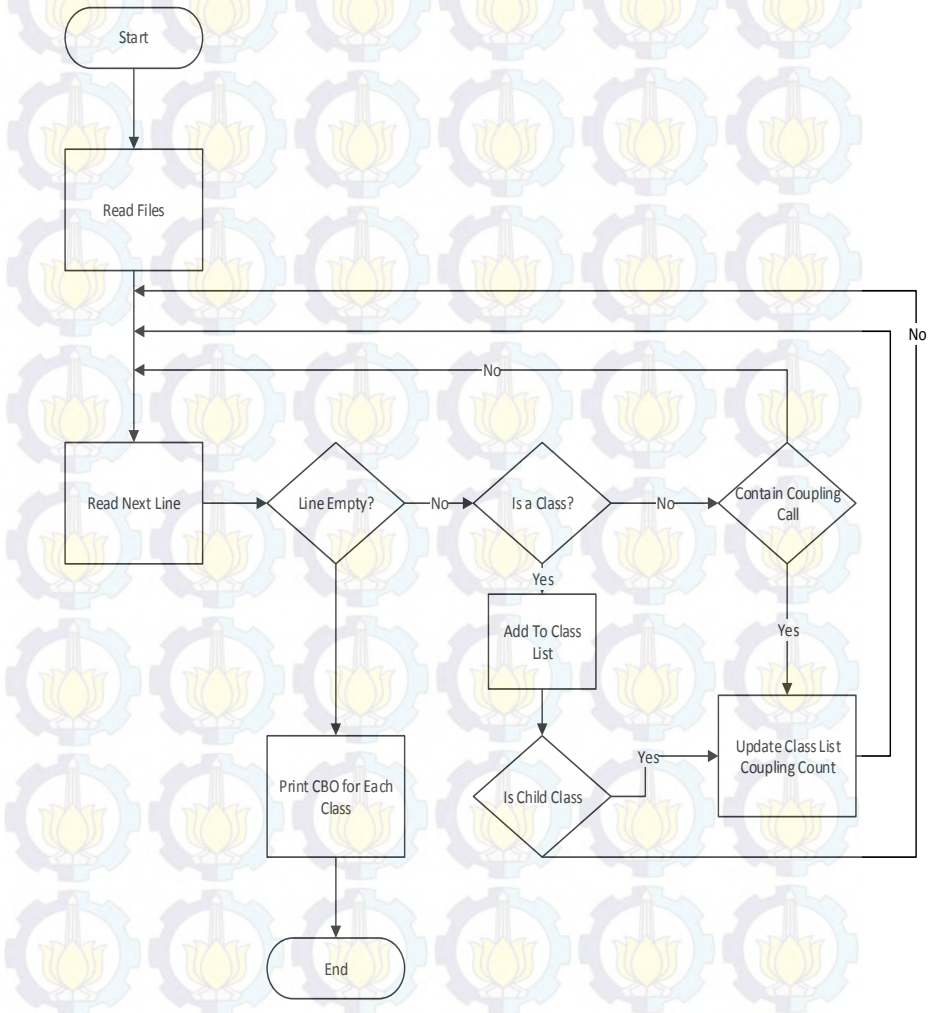 Start
Read Files
No
No
Read Next Line
Line Empty?
No
Is a Class?
No
Contain Coupling
Call
Yes
Add To Class
List
Yes
Print CBO for Each
Class
Is Child Class
Yes
Update Class List
Coupling Count
End